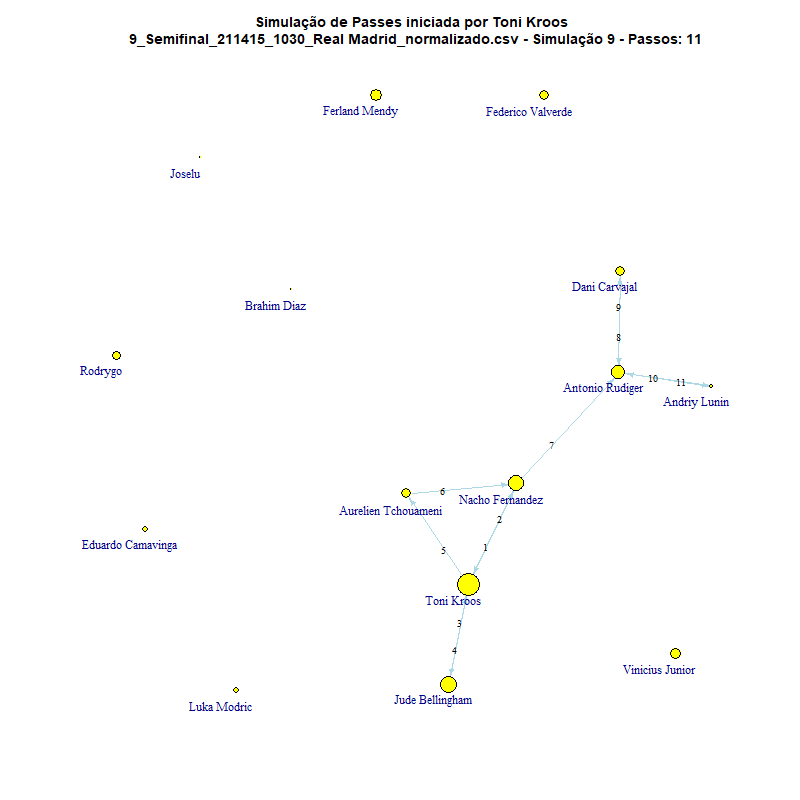 Simulação de Passes iniciada por Toni Kroos
9_Semifinal_211415_1030_Real Madrid_normalizado.csv - Simulação 9 - Passos: 11
Ferland Mendy
Federico Valverde
Joselu
Dani Carvajal
Brahim Diaz
9
8
Rodrygo
10
11
Antonio Rudiger
Andriy Lunin
7
6
Nacho Fernandez
Aurelien Tchouameni
2
Eduardo Camavinga
1
5
Toni Kroos
3
4
Vinicius Junior
Jude Bellingham
Luka Modric